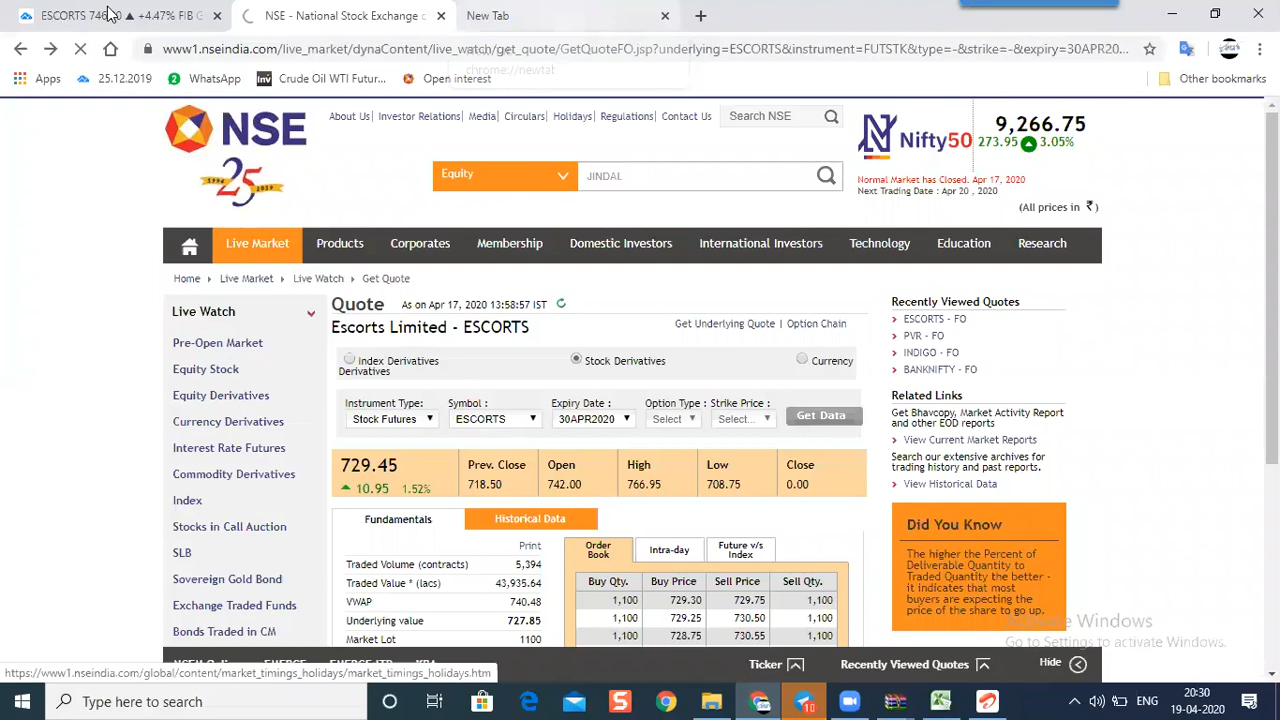 ESCORTS 746 ▲ +4.47% FIB G
NSE - National Stock Exchange c
New Tab
www1.nseindia.com/live_market/dynaContent/live_watch/get_quote/GetQuoteFO.jsp?underlying=ESCORTS&instrument=FUTSTK&type=-&strike=-&expiry=30APR20...
chrome://newtab
Apps
25.12.2019
WhatsApp
Crude Oil WTI Futur...
Open interest
Other bookmarks
NSE
25
1994 2019
About Us| Investor Relations| Media| Circulars| Holidays| Regulations| Contact Us
Search NSE
Equity
JINDAL
Nifty50
9,266.75
273.95 3.05%
Normal Market has Closed. Apr 17, 2020
Next Trading Date : Apr 20 , 2020
(All prices in ₹ )
Live Market
Products
Corporates
Membership
Domestic Investors
International Investors
Technology
Education
Research
Home › Live Market › Live Watch › Get Quote
Live Watch
Pre-Open Market
Equity Stock
Equity Derivatives
Currency Derivatives
Interest Rate Futures
Commodity Derivatives
Index
Stocks in Call Auction
SLB
Sovereign Gold Bond
Exchange Traded Funds
Bonds Traded in CM
Quote As on Apr 17, 2020 13:58:57 IST
Escorts Limited - ESCORTS
Get Underlying Quote | Option Chain
Index Derivatives
Stock Derivatives
Currency
Derivatives
Instrument Type: Symbol : Expiry Date : Option Type : Strike Price :
Stock Futures ESCORTS 30APR2020 Select Select... Get Data
729.45 Prev. Close Open High Low Close
10.95 1.52% 718.50 742.00 766.95 708.75 0.00
Fundamentals
Historical Data
Print
Traded Volume (contracts) 5,394
Traded Value * (lacs) 43,935.64
VWAP 740.48
Underlying value 727.85
Market Lot 1100
Order Book
Intra-day
Future v/s Index
Buy Qty. Buy Price Sell Price Sell Qty.
1,100 729.30 729.75 1,100
1,100 729.25 730.50 1,100
1,100 728.75 730.55 1,100
Recently Viewed Quotes
ESCORTS - FO
PVR - FO
INDIGO - FO
BANKNIFTY - FO
Related Links
Get Bhavcopy, Market Activity Report
and other EOD reports
View Current Market Reports
Search our extensive archives for
trading history and past reports.
View Historical Data
Did You Know
The higher the Percent of
Deliverable Quantity to
Traded Quantity the better -
it indicates that most
buyers are expecting the
price of the share to go up.
Activate Windows
Go to Settings to activate Windows.
Ticker
Recently Viewed Quotes
Hide
https://www1.nseindia.com/global/content/market_timings_holidays/market_timings_holidays.htm
Type here to search
10
ENG
20:30
19-04-2020